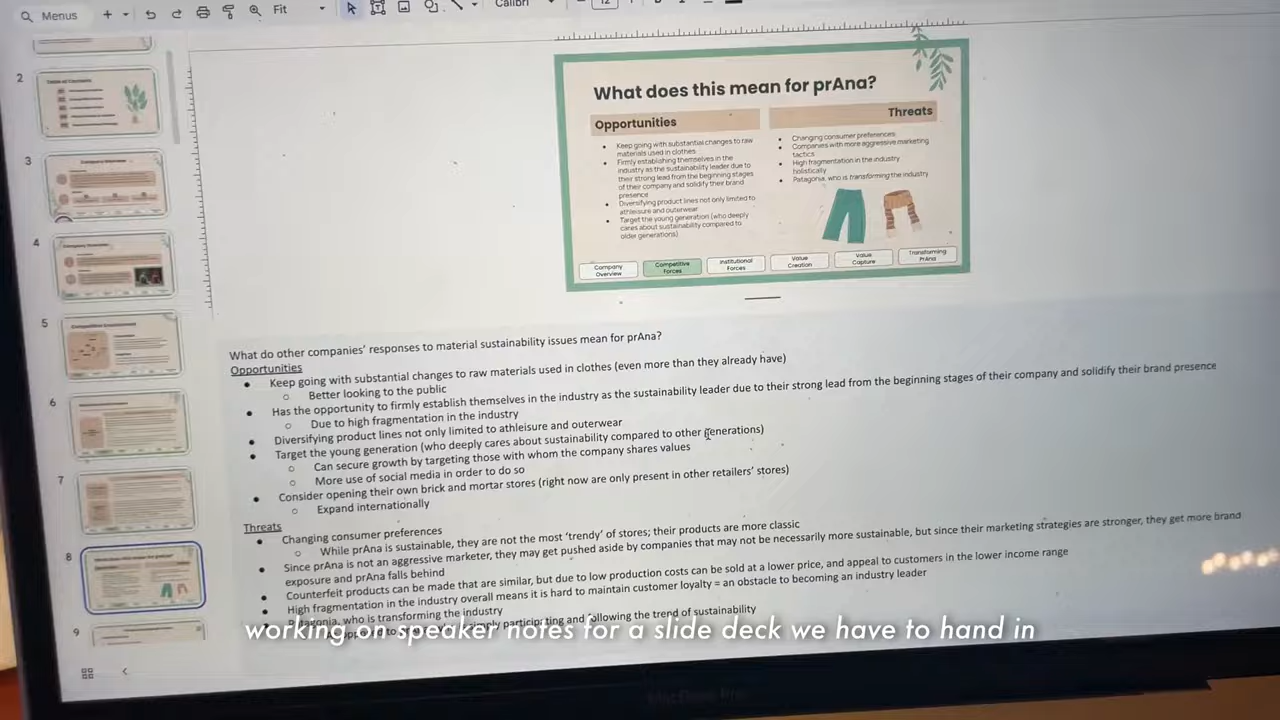 Menus
Fit
Calibri
12
2
3
4
5
6
7
8
9
What does this mean for prAna?
Opportunities
Keep going with substantial changes to raw
materials used in clothes
Firmly establishing themselves in the
industry as the sustainability leader due to
their strong lead from the beginning stages
of their company and solidify their brand
presence
Diversifying product lines not only limited to
athleisure and outerwear
Target the young generation (who deeply
cares about sustainability compared to
older generations)
Threats
Changing consumer preferences
Companies with more aggressive marketing
tactics
High fragmentation in the industry
holistically
Patagonia, who is transforming the industry
Company
Overview
Competitive
Forces
Institutional
Forces
Value
Creation
Value
Capture
Transforming
PrAna
What do other companies' responses to material sustainability issues mean for prAna?
Opportunities
Keep going with substantial changes to raw materials used in clothes (even more than they already have)
Better looking to the public
Has the opportunity to firmly establish themselves in the industry as the sustainability leader due to their strong lead from the beginning stages of their company and solidify their brand presence
Due to high fragmentation in the industry
Diversifying product lines not only limited to athleisure and outerwear
Target the young generation (who deeply cares about sustainability compared to other generations)
Can secure growth by targeting those with whom the company shares values
More use of social media in order to do so
Consider opening their own brick and mortar stores (right now are only present in other retailers' stores)
Expand internationally
Threats
Changing consumer preferences
While prAna is sustainable, they are not the most 'trendy' of stores; their products are more classic
Since prAna is not an aggressive marketer, they may get pushed aside by companies that may not be necessarily more sustainable, but since their marketing strategies are stronger, they get more brand
exposure and prAna falls behind
Counterfeit products can be made that are similar, but due to low production costs can be sold at a lower price, and appeal to customers in the lower income range
High fragmentation in the industry overall means it is hard to maintain customer loyalty = an obstacle to becoming an industry leader
Patagonia, who is transforming the industry
simply participating and following the trend of sustainability
working on speaker notes for a slide deck we have to hand in
MacBook Pro